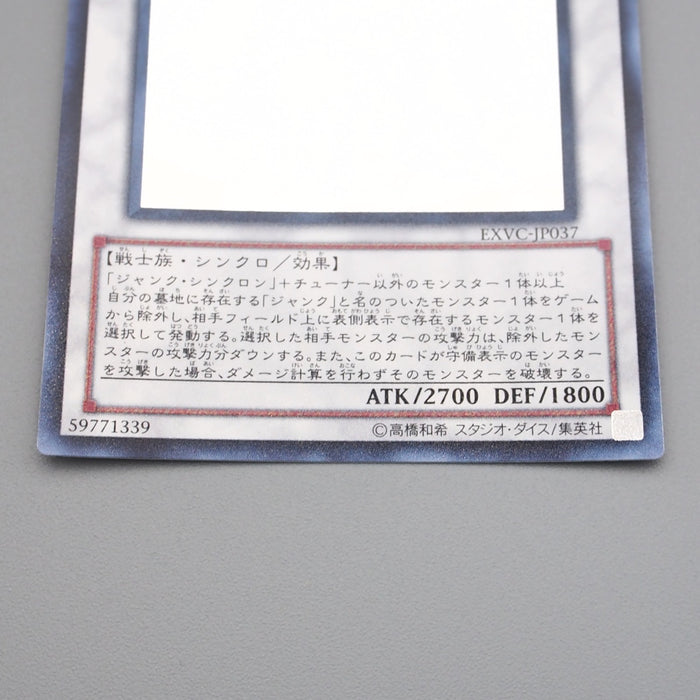 EXVC-JP037
【戦士族・シンクロ／効果】
「ジャンク・シンクロン」＋チューナー以外のモンスター１体以上
自分の墓地に存在する「ジャンク」と名のついたモンスター１体をゲーム
から除外し、相手フィールド上に表側表示で存在するモンスター１体を
選択して発動する。選択した相手モンスターの攻撃力は、除外したモン
スターの攻撃力分ダウンする。また、このカードが守備表示のモンスター
を攻撃した場合、ダメージ計算を行わずそのモンスターを破壊する。
ATK/2700 DEF/1800
59771339
©高橋和希 スタジオ・ダイス/集英社